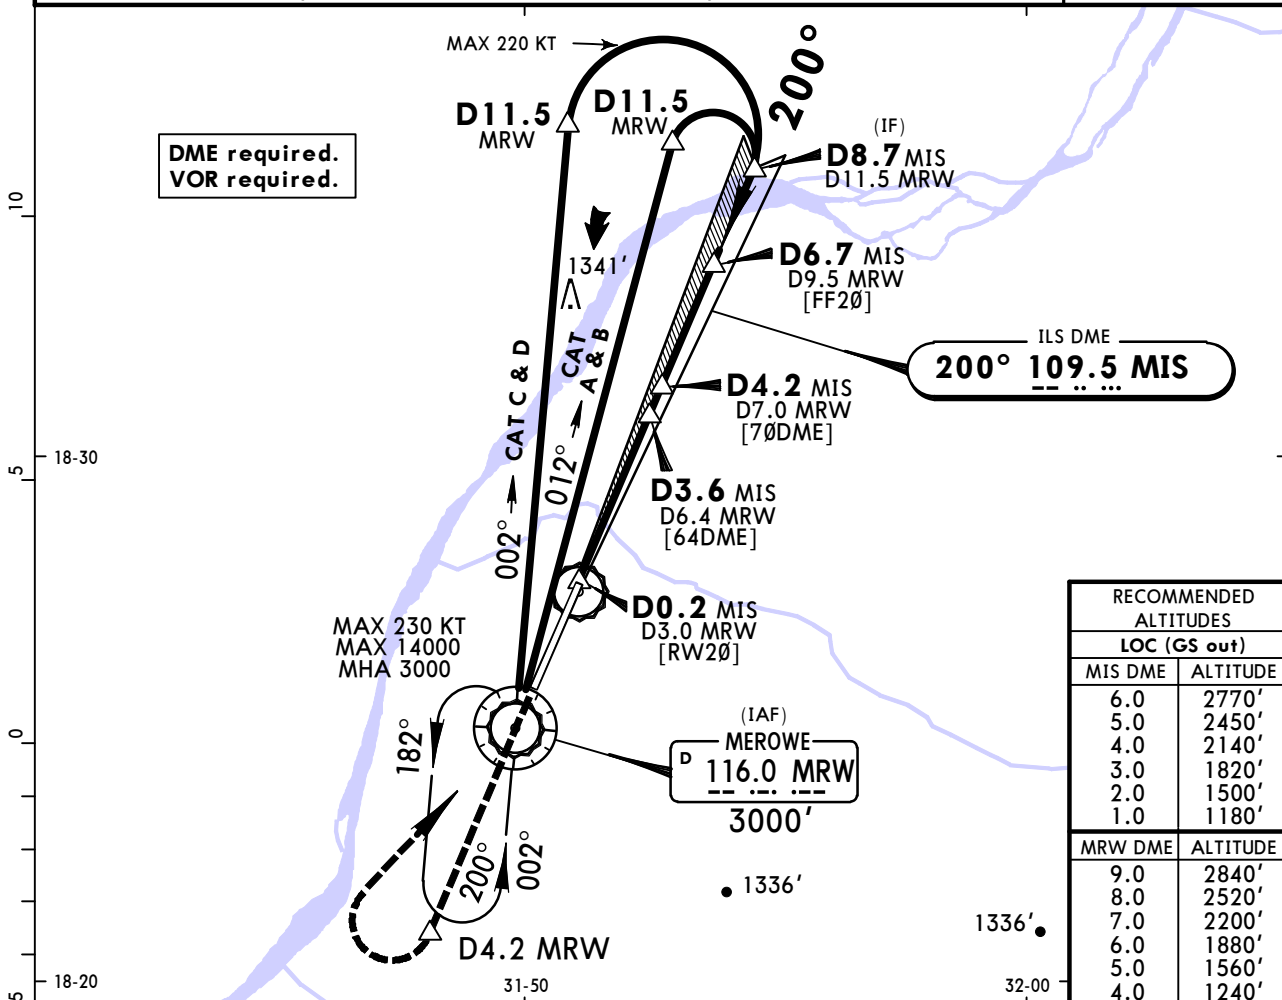 MAX 220 KT
200°
D11.5
MRW
D11.5
MRW
(IF)
D8.7 MIS
D11.5 MRW
DME required.
VOR required.
10
1341'
D6.7 MIS
D9.5 MRW
[FF2Ø]
ILS DME
200° 109.5 MIS
CAT C & D
CAT
A & B
D4.2 MIS
D7.0 MRW
[7ØDME]
5
18-30
012°
002°
D3.6 MIS
D6.4 MRW
[64DME]
D0.2 MIS
D3.0 MRW
[RW2Ø]
MAX 230 KT
MAX 14000
MHA 3000
0
182°
200°
002°
(IAF)
MEROWE
D 116.0 MRW
3000'
1336'
1336'
D4.2 MRW
5
18-20
31-50
32-00
RECOMMENDED
ALTITUDES
LOC (GS out)
MIS DME ALTITUDE
6.0 2770'
5.0 2450'
4.0 2140'
3.0 1820'
2.0 1500'
1.0 1180'
MRW DME ALTITUDE
9.0 2840'
8.0 2520'
7.0 2200'
6.0 1880'
5.0 1560'
4.0 1240'